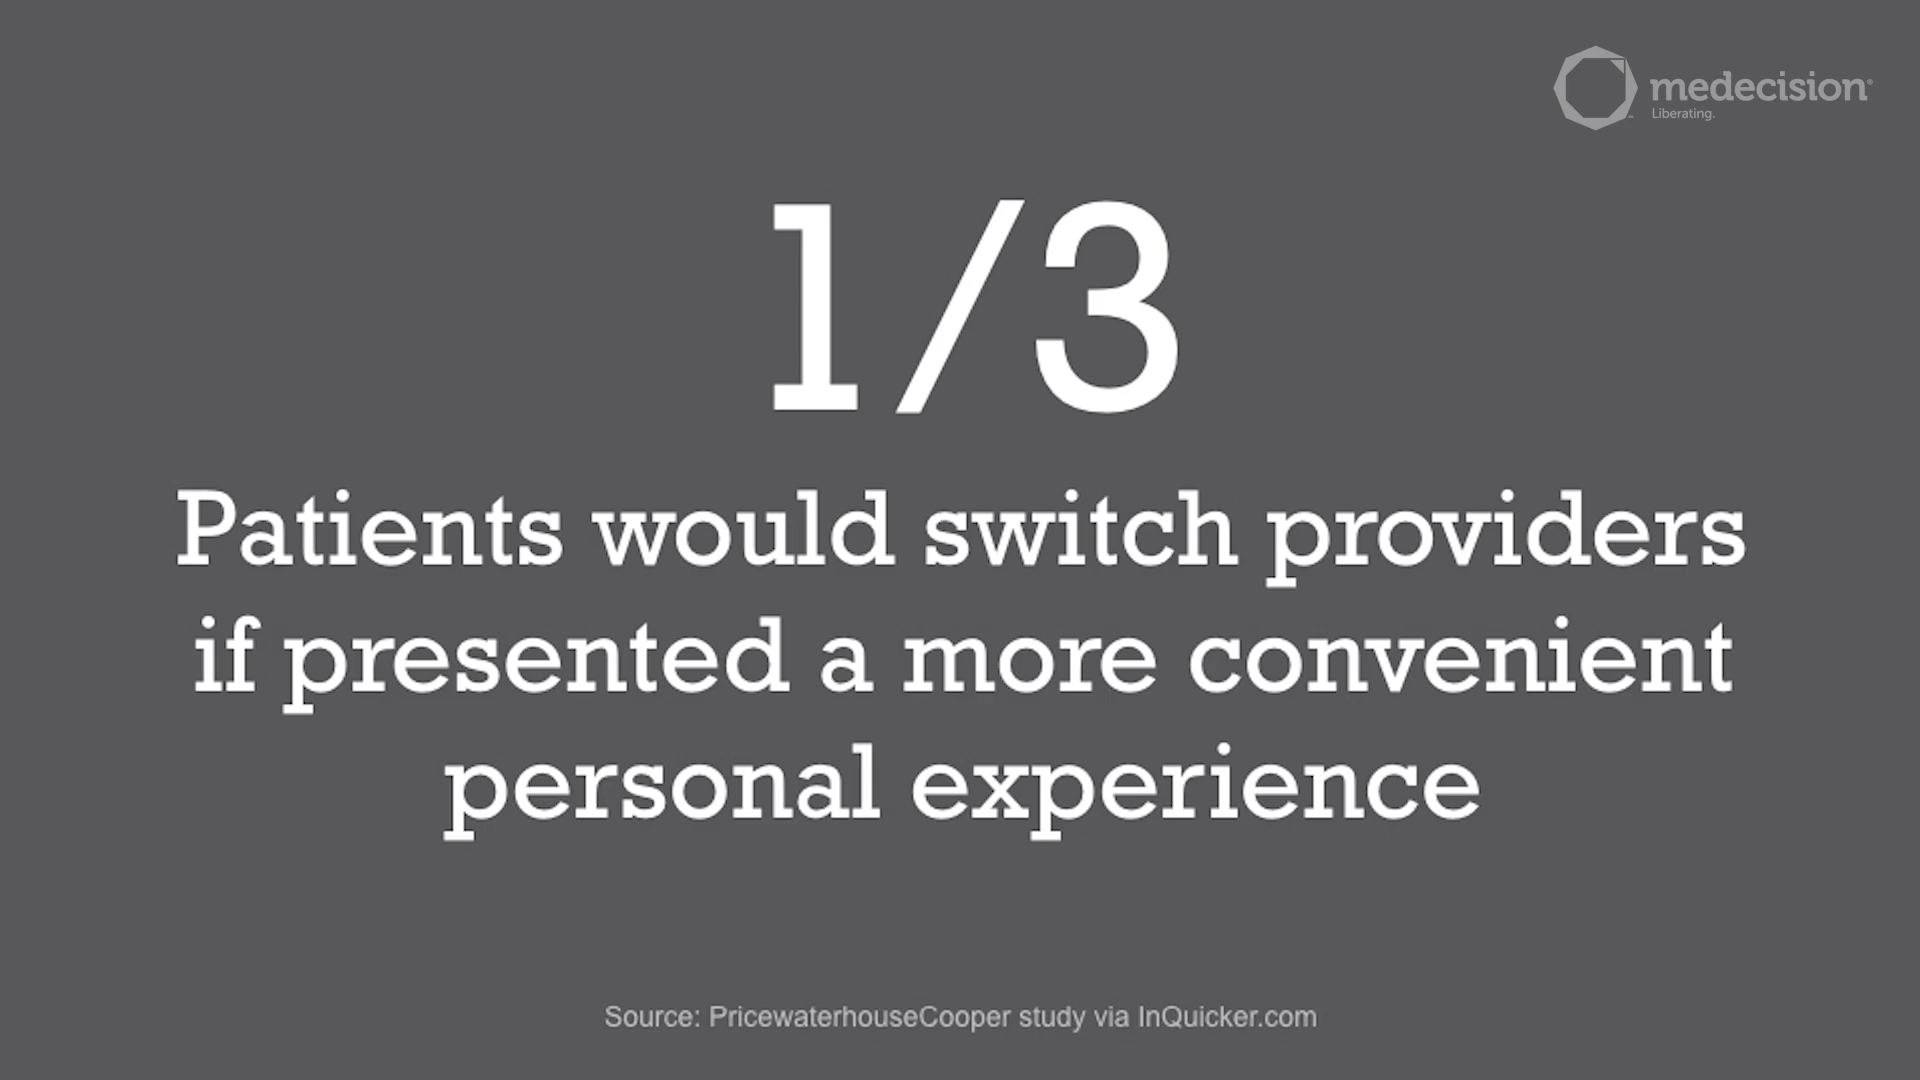 medecision®
Liberating.
1/3
Patients would switch providers
if presented a more convenient
personal experience
Source: PricewaterhouseCooper study via InQuicker.com